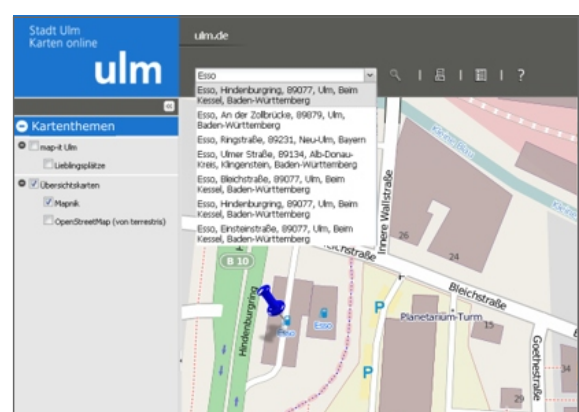 Stadt Ulm
Karten online
ulm
ulm.de
Esso
?
Esso, Hindenburgring, 89077, Ulm, Beim
Kessel, Baden-Württemberg
Esso, An der Zollbrücke, 89879, Ulm,
Baden-Württemberg
Esso, Ringstraße, 89231, Neu-Ulm, Bayern
Esso, Ulmer Straße, 89134, Alb-Donau-
Kreis, Klingenstein, Baden-Württemberg
Esso, Bleichstraße, 89077, Ulm, Beim
Kessel, Baden-Württemberg
Esso, Hindenburgring, 89077, Ulm, Beim
Kessel, Baden-Württemberg
Esso, Einsteinstraße, 89077, Ulm, Beim
Kessel, Baden-Württemberg
Kartenthemen
map-it Ulm
Lieblingsplätze
Übersichtskarten
Mapnik
OpenStreetMap (von terrestris)
Kleine Blau
Innere Wallstraße
26
24
Bleichstraße
B 10
Hindenburgring
Esso
Esso
P
P
Planetarium-Turm
15
Goethestraße
34
29